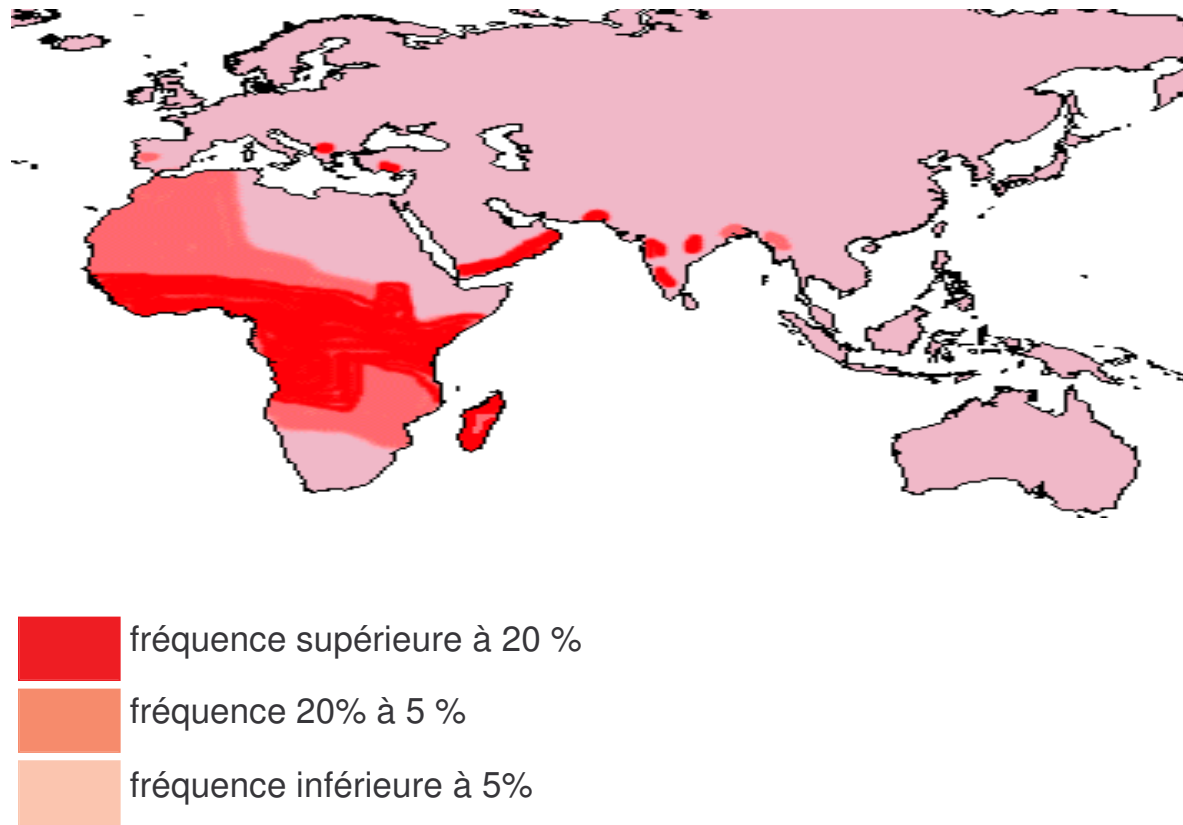 fréquence supérieure à 20 %
fréquence 20% à 5 %
fréquence inférieure à 5%